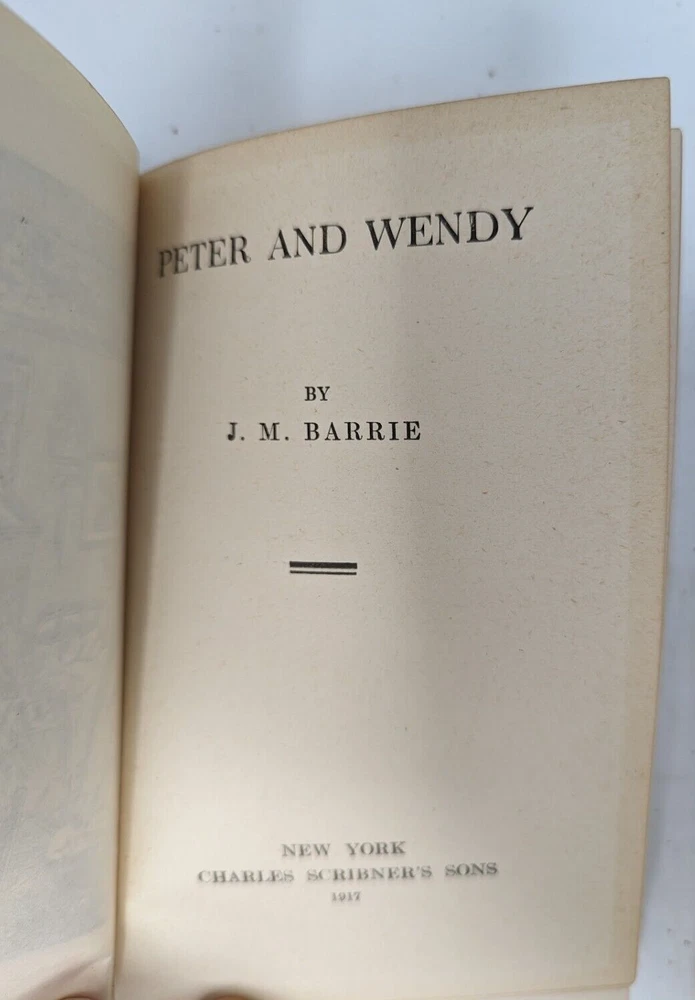 PETER AND WENDY
BY
J. M. BARRIE
NEW YORK
CHARLES SCRIBNER'S SONS
1917